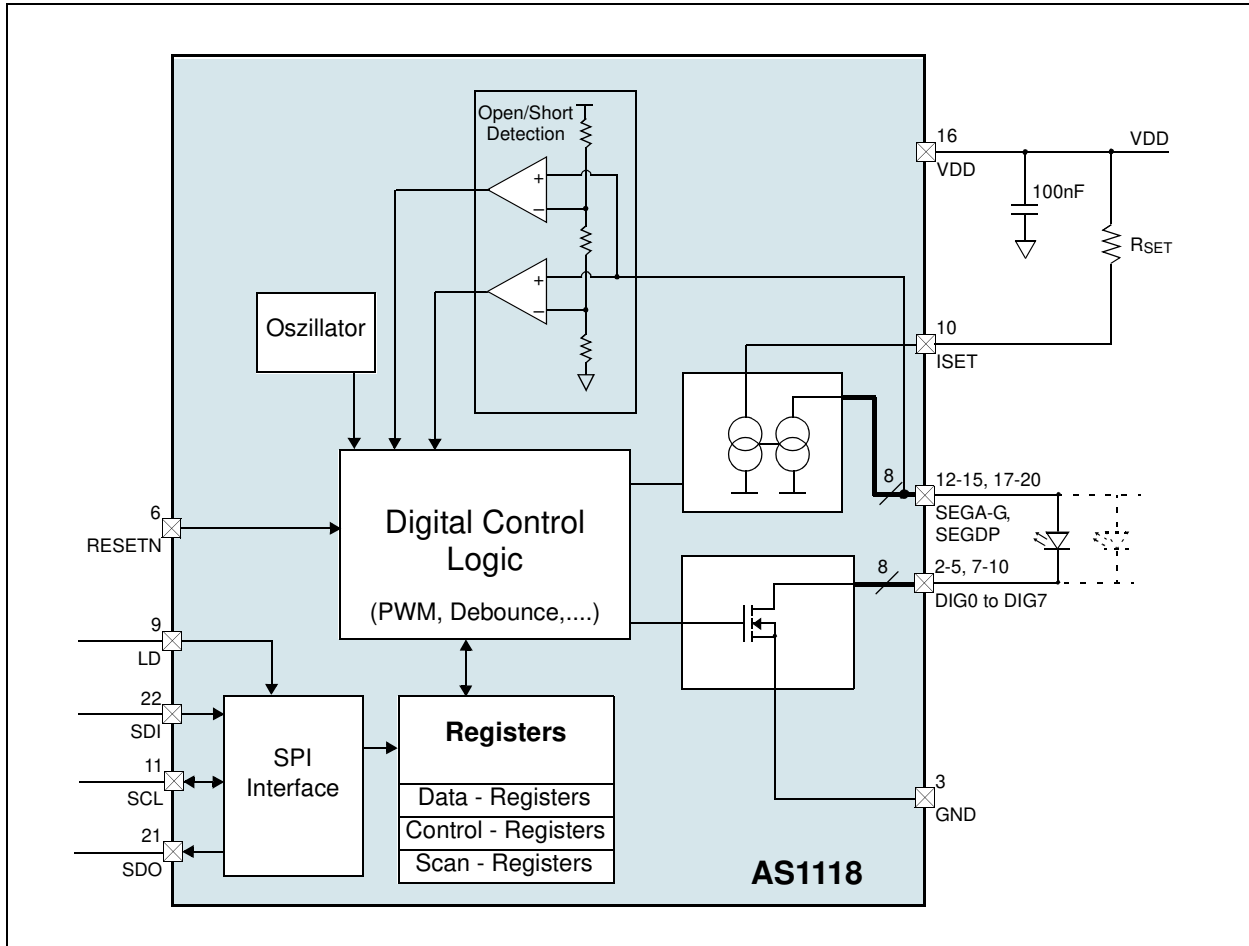 Open/Short
Detection
+
–
+
–
Oszillator
16
VDD
VDD
100nF
RSET
10
ISET
8
12-15, 17-20
SEGA-G,
SEGDP
8
2-5, 7-10
DIG0 to DIG7
Digital Control
Logic
(PWM, Debounce,....)
6
RESETN
9
LD
22
SDI
11
SCL
21
SDO
SPI
Interface
Registers
Data - Registers
Control - Registers
Scan - Registers
3
GND
AS1118